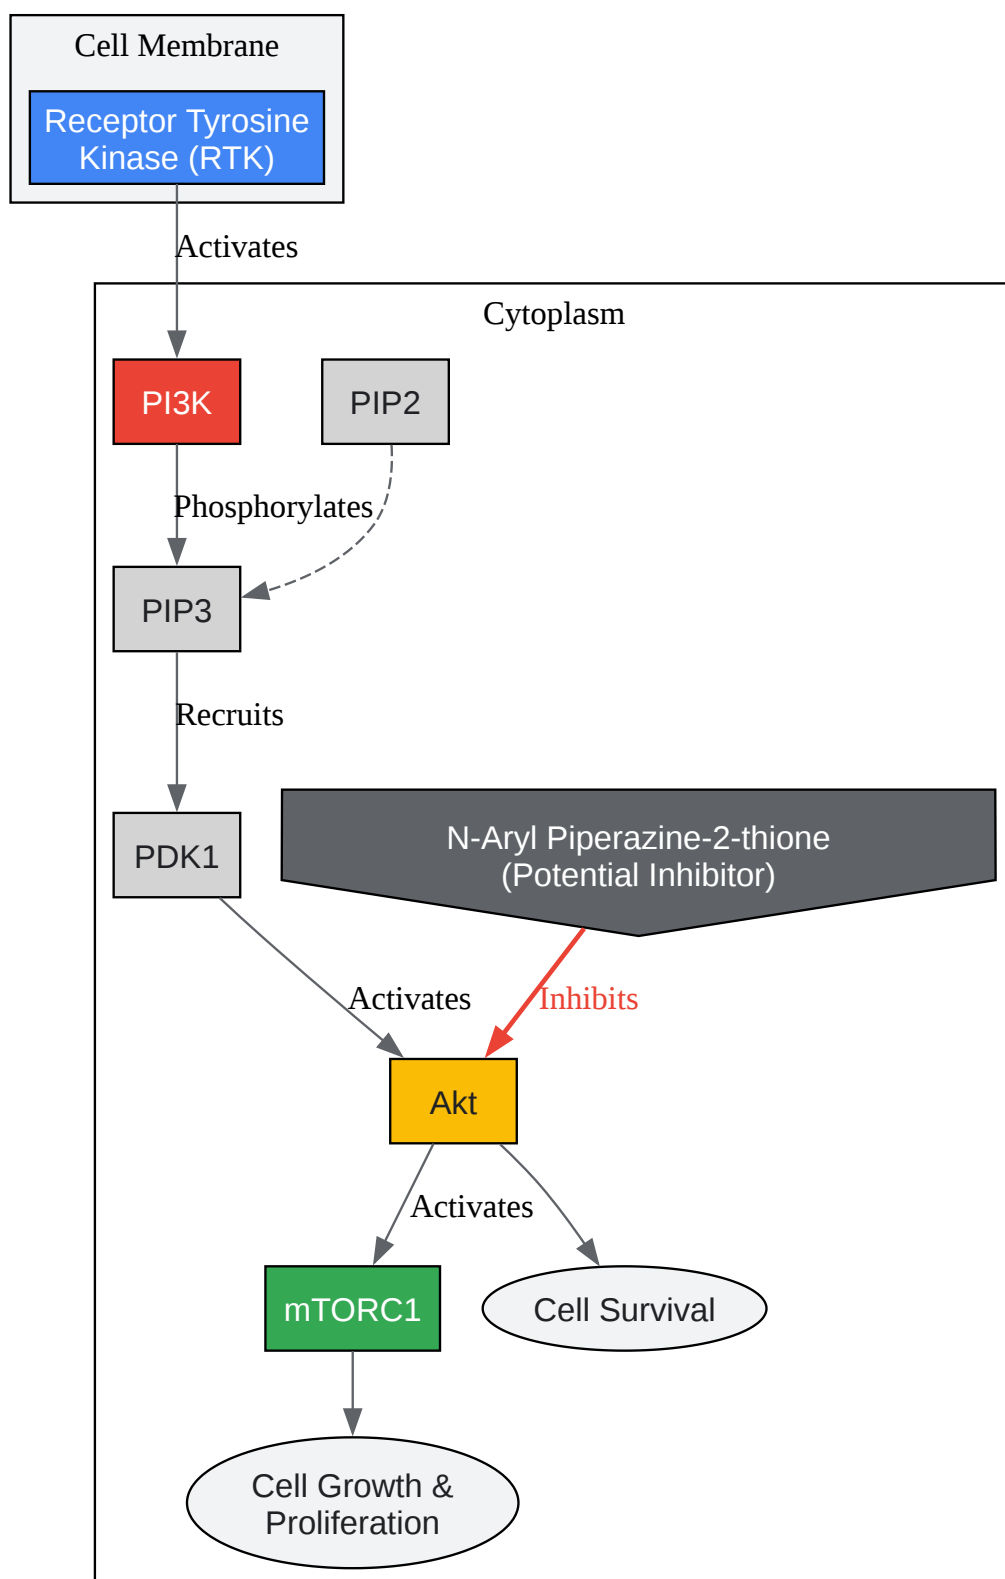 Cell Membrane
Receptor Tyrosine
Kinase (RTK)
Activates
Cytoplasm
PI3K
PIP2
Phosphorylates
PIP3
Recruits
PDK1
N-Aryl Piperazine-2-thione
(Potential Inhibitor)
Activates
Inhibits
Akt
Activates
mTORC1
Cell Survival
Cell Growth &
Proliferation